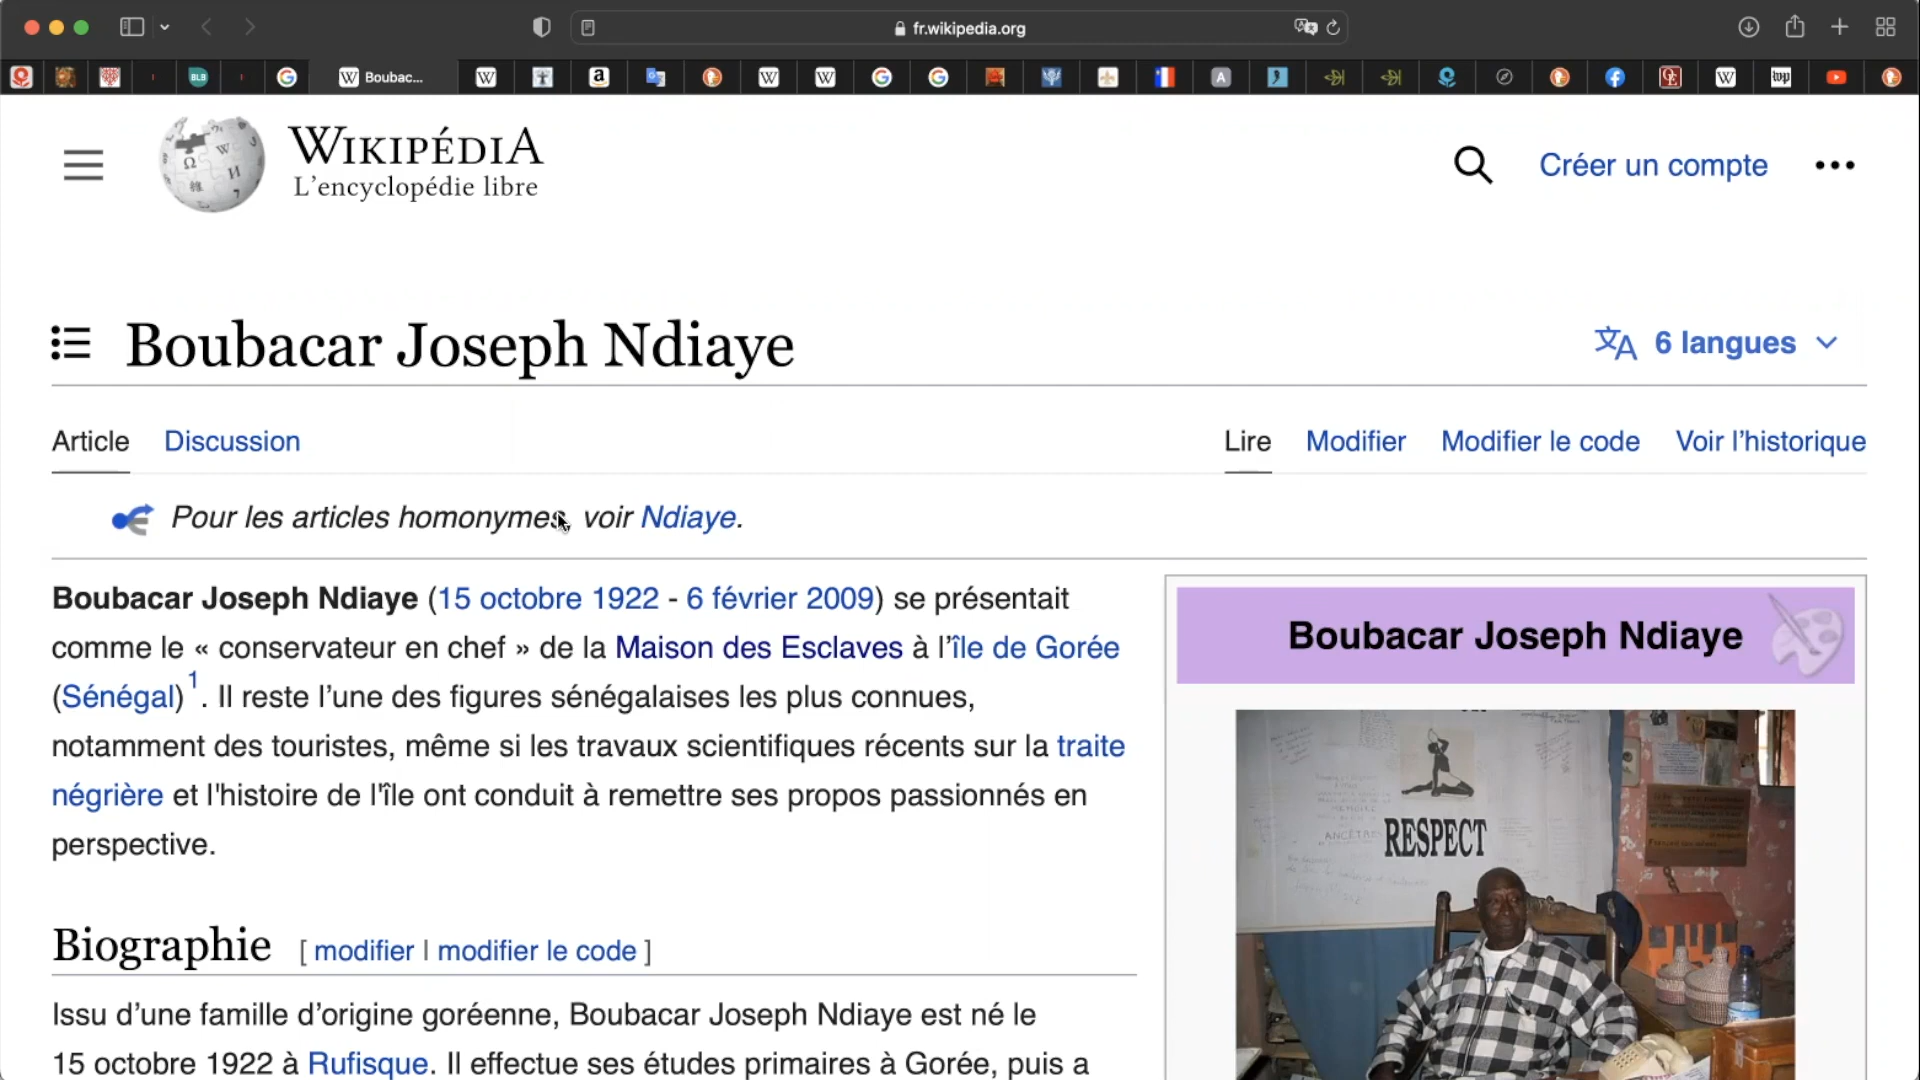 fr.wikipedia.org
BLB
Boubac...
WIKIPÉDIA
L'encyclopédie libre
Créer un compte
Boubacar Joseph Ndiaye
6 langues
Article
Discussion
Lire
Modifier
Modifier le code
Voir l’historique
Pour les articles homonymes, voir Ndiaye.
Boubacar Joseph Ndiaye (15 octobre 1922 - 6 février 2009) se présentait
comme le « conservateur en chef » de la Maison des Esclaves à l’île de Gorée
(Sénégal) 1 . Il reste l’une des figures sénégalaises les plus connues,
notamment des touristes, même si les travaux scientifiques récents sur la traite
négrière et l'histoire de l'île ont conduit à remettre ses propos passionnés en
perspective.
Biographie [ modifier | modifier le code ]
Issu d’une famille d’origine goréenne, Boubacar Joseph Ndiaye est né le
15 octobre 1922 à Rufisque. Il effectue ses études primaires à Gorée, puis a
Boubacar Joseph Ndiaye
RESPECT